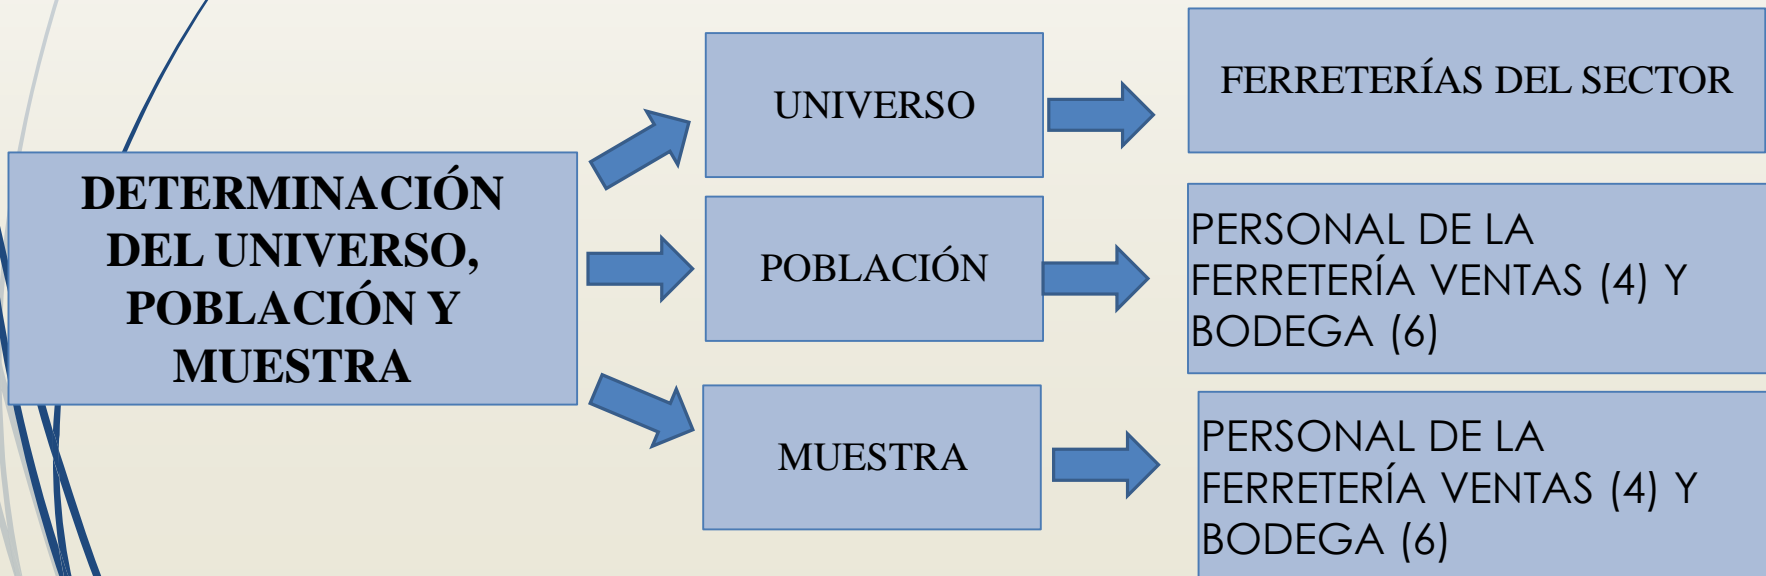 DETERMINACIÓN
DEL UNIVERSO,
POBLACIÓN Y
MUESTRA
UNIVERSO
FERRETERÍAS DEL SECTOR
POBLACIÓN
PERSONAL DE LA
FERRETERÍA VENTAS (4) Y
BODEGA (6)
MUESTRA
PERSONAL DE LA
FERRETERÍA VENTAS (4) Y
BODEGA (6)